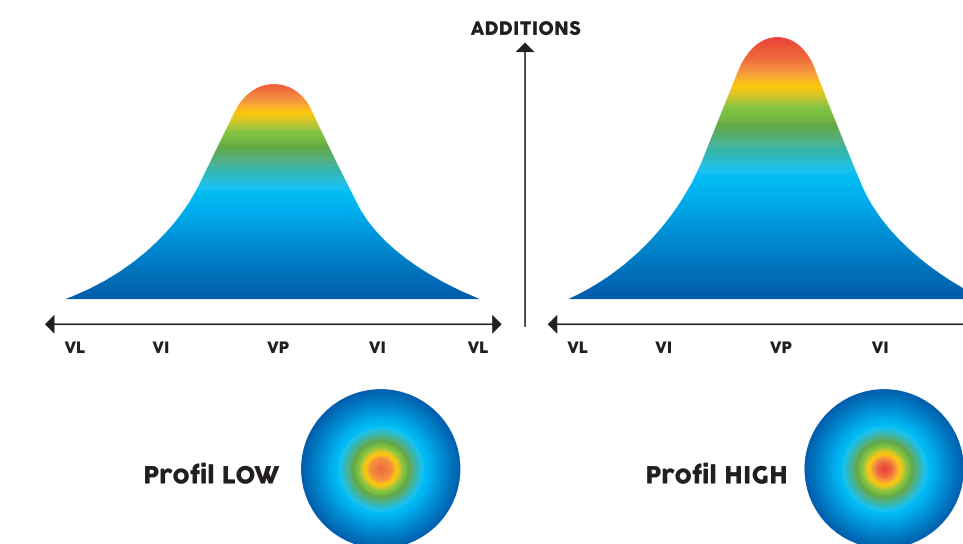 ADDITIONS
VL VI VP VI VL
VL VI VP VI
Profil LOW
Profil HIGH